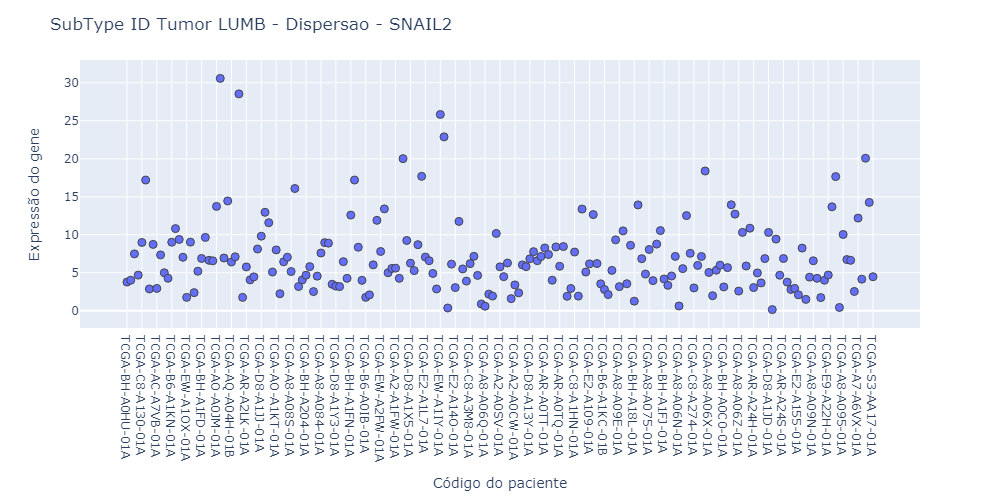 SubType ID Tumor LUMB - Dispersao - SNAIL2
Expressão do gene
30
25
20
15
10
5
0
TCGA-BH-A0HU-01A
TCGA-C8-A130-01A
TCGA-AC-A7VB-01A
TCGA-B6-A1KN-01A
TCGA-EW-A1OX-01A
TCGA-BH-A1FD-01A
TCGA-AO-A0JM-01A
TCGA-AQ-A04H-01B
TCGA-AR-A2LK-01A
TCGA-D8-A1JJ-01A
TCGA-AO-A1KT-01A
TCGA-A8-A08S-01A
TCGA-BH-A204-01A
TCGA-A8-A084-01A
TCGA-D8-A1Y3-01A
TCGA-BH-A1FN-01A
TCGA-B6-A0IB-01A
TCGA-EW-A2FW-01A
TCGA-A2-A1FW-01A
TCGA-D8-A1X5-01A
TCGA-E2-A1L7-01A
TCGA-EW-A1IY-01A
TCGA-E2-A14O-01A
TCGA-C8-A3M8-01A
TCGA-A8-A06Q-01A
TCGA-A2-A0SV-01A
TCGA-A2-A0CW-01A
TCGA-D8-A13Y-01A
TCGA-AR-A0TT-01A
TCGA-AR-A0TQ-01A
TCGA-C8-A1HN-01A
TCGA-E2-A109-01A
TCGA-B6-A1KC-01B
TCGA-A8-A09E-01A
TCGA-BH-A18L-01A
TCGA-A8-A075-01A
TCGA-BH-A1FJ-01A
TCGA-A8-A06N-01A
TCGA-C8-A274-01A
TCGA-A8-A06X-01A
TCGA-BH-A0C0-01A
TCGA-A8-A06Z-01A
TCGA-AR-A24H-01A
TCGA-D8-A1JD-01A
TCGA-AR-A24S-01A
TCGA-E2-A155-01A
TCGA-A8-A09N-01A
TCGA-E9-A22H-01A
TCGA-A8-A095-01A
TCGA-A7-A6VX-01A
TCGA-S3-AA17-01A
Código do paciente